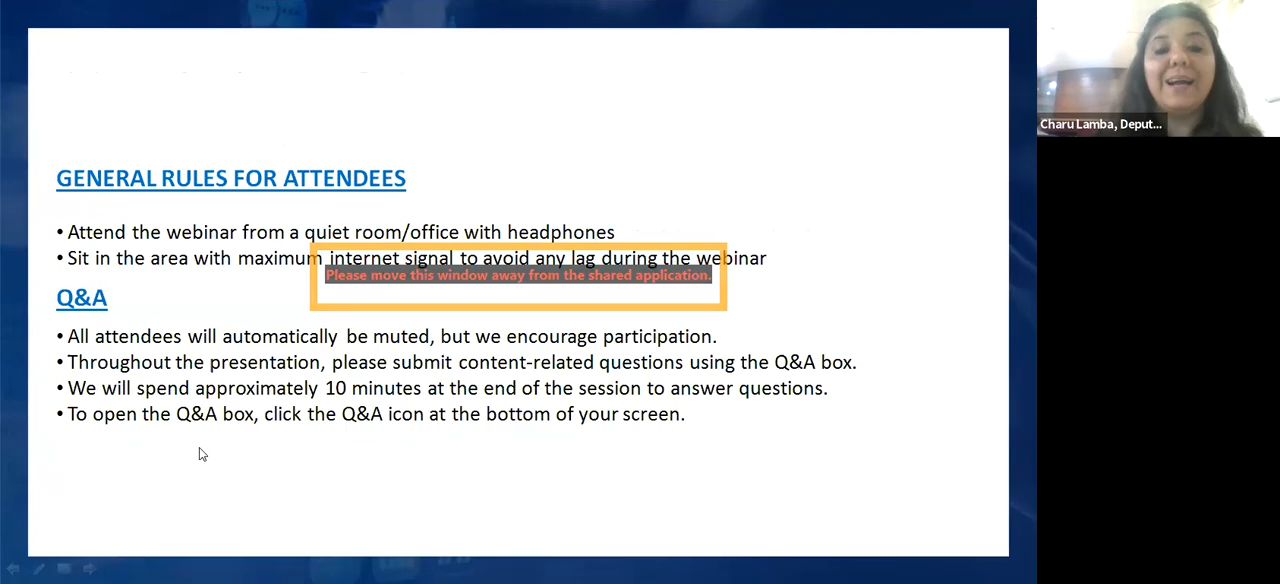 Charu Lamba, Deput...
GENERAL RULES FOR ATTENDEES
• Attend the webinar from a quiet room/office with headphones
• Sit in the area with maximum internet signal to avoid any lag during the webinar
Please move this window away from the shared application.
Q&A
• All attendees will automatically be muted, but we encourage participation.
• Throughout the presentation, please submit content-related questions using the Q&A box.
• We will spend approximately 10 minutes at the end of the session to answer questions.
• To open the Q&A box, click the Q&A icon at the bottom of your screen.